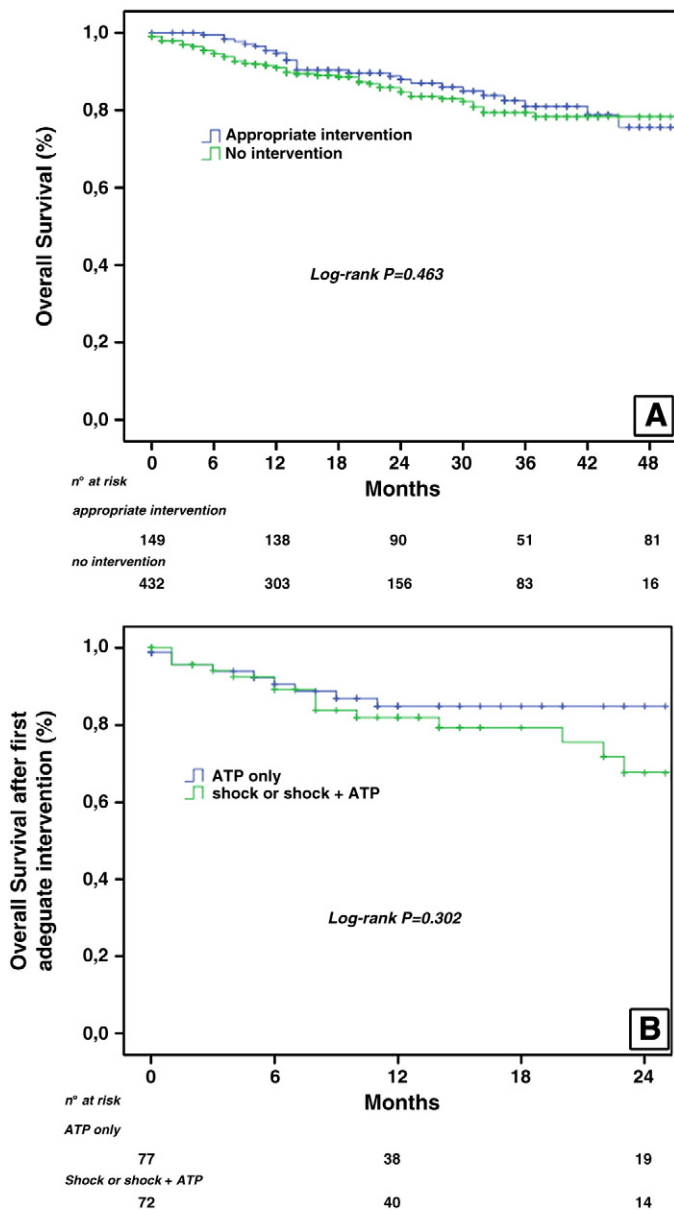 1,0
0,8
0,6
0,4
0,2
0,0
Overall Survival (%)
Appropriate intervention
No intervention
Log-rank P=0.463
A
0 6 12 18 24 30 36 42 48
Months
n° at risk
appropriate intervention
149 138 90 51 81
no intervention
432 303 156 83 16
1,0
0,8
0,6
0,4
0,2
0,0
Overall Survival after first
adeguate intervention (%)
ATP only
shock or shock + ATP
Log-rank P=0.302
B
0 6 12 18 24
Months
n° at risk
ATP only
77 38 19
Shock or shock + ATP
72 40 14